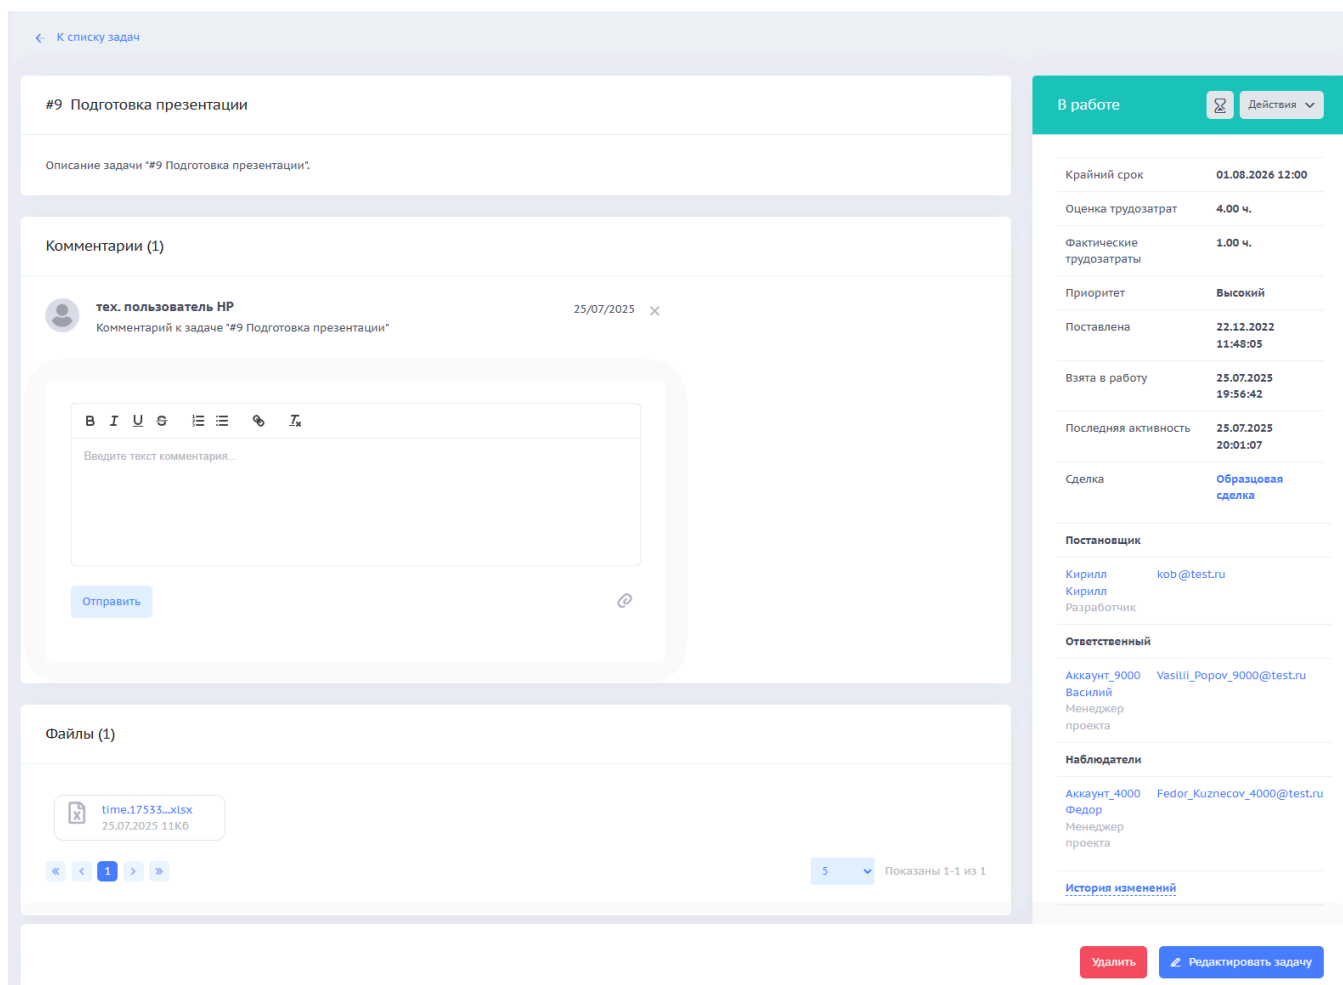 К списку задач
#9 Подготовка презентации
Описание задачи "#9 Подготовка презентации".
Комментарии (1)
тех. пользователь HP
25/07/2025
Комментарий к задаче "#9 Подготовка презентации"
B I U S
Введите текст комментария...
Отправить
Файлы (1)
time.17533...xlsx
25.07.2025 11Кб
« < 1 > »
5
Показаны 1-1 из 1
В работе
Действия
Крайний срок 01.08.2026 12:00
Оценка трудозатрат 4.00 ч.
Фактические 1.00 ч.
трудозатраты
Приоритет Высокий
Поставлена 22.12.2022
11:48:05
Взята в работу 25.07.2025
19:56:42
Последняя активность 25.07.2025
20:01:07
Сделка Образцовая
сделка
Постановщик
Кирилл kob@test.ru
Кирилл
Разработчик
Ответственный
Аккаунт_9000 Vasilii_Popov_9000@test.ru
Василий
Менеджер
проекта
Наблюдатели
Аккаунт_4000 Fedor_Kuznecov_4000@test.ru
Федор
Менеджер
проекта
История изменений
Удалить
Редактировать задачу